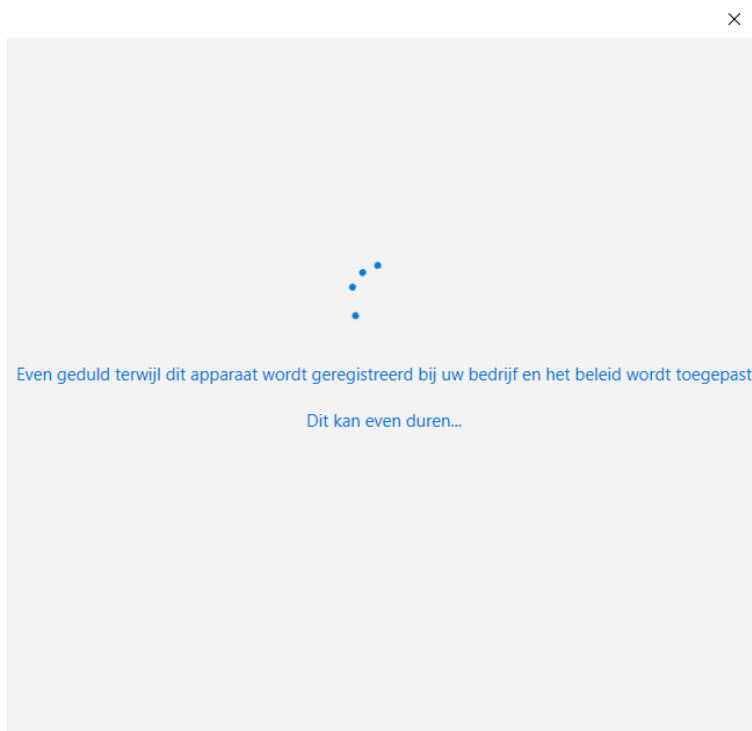 Even geduld terwijl dit apparaat wordt geregistreerd bij uw bedrijf en het beleid wordt toegepast
Dit kan even duren...